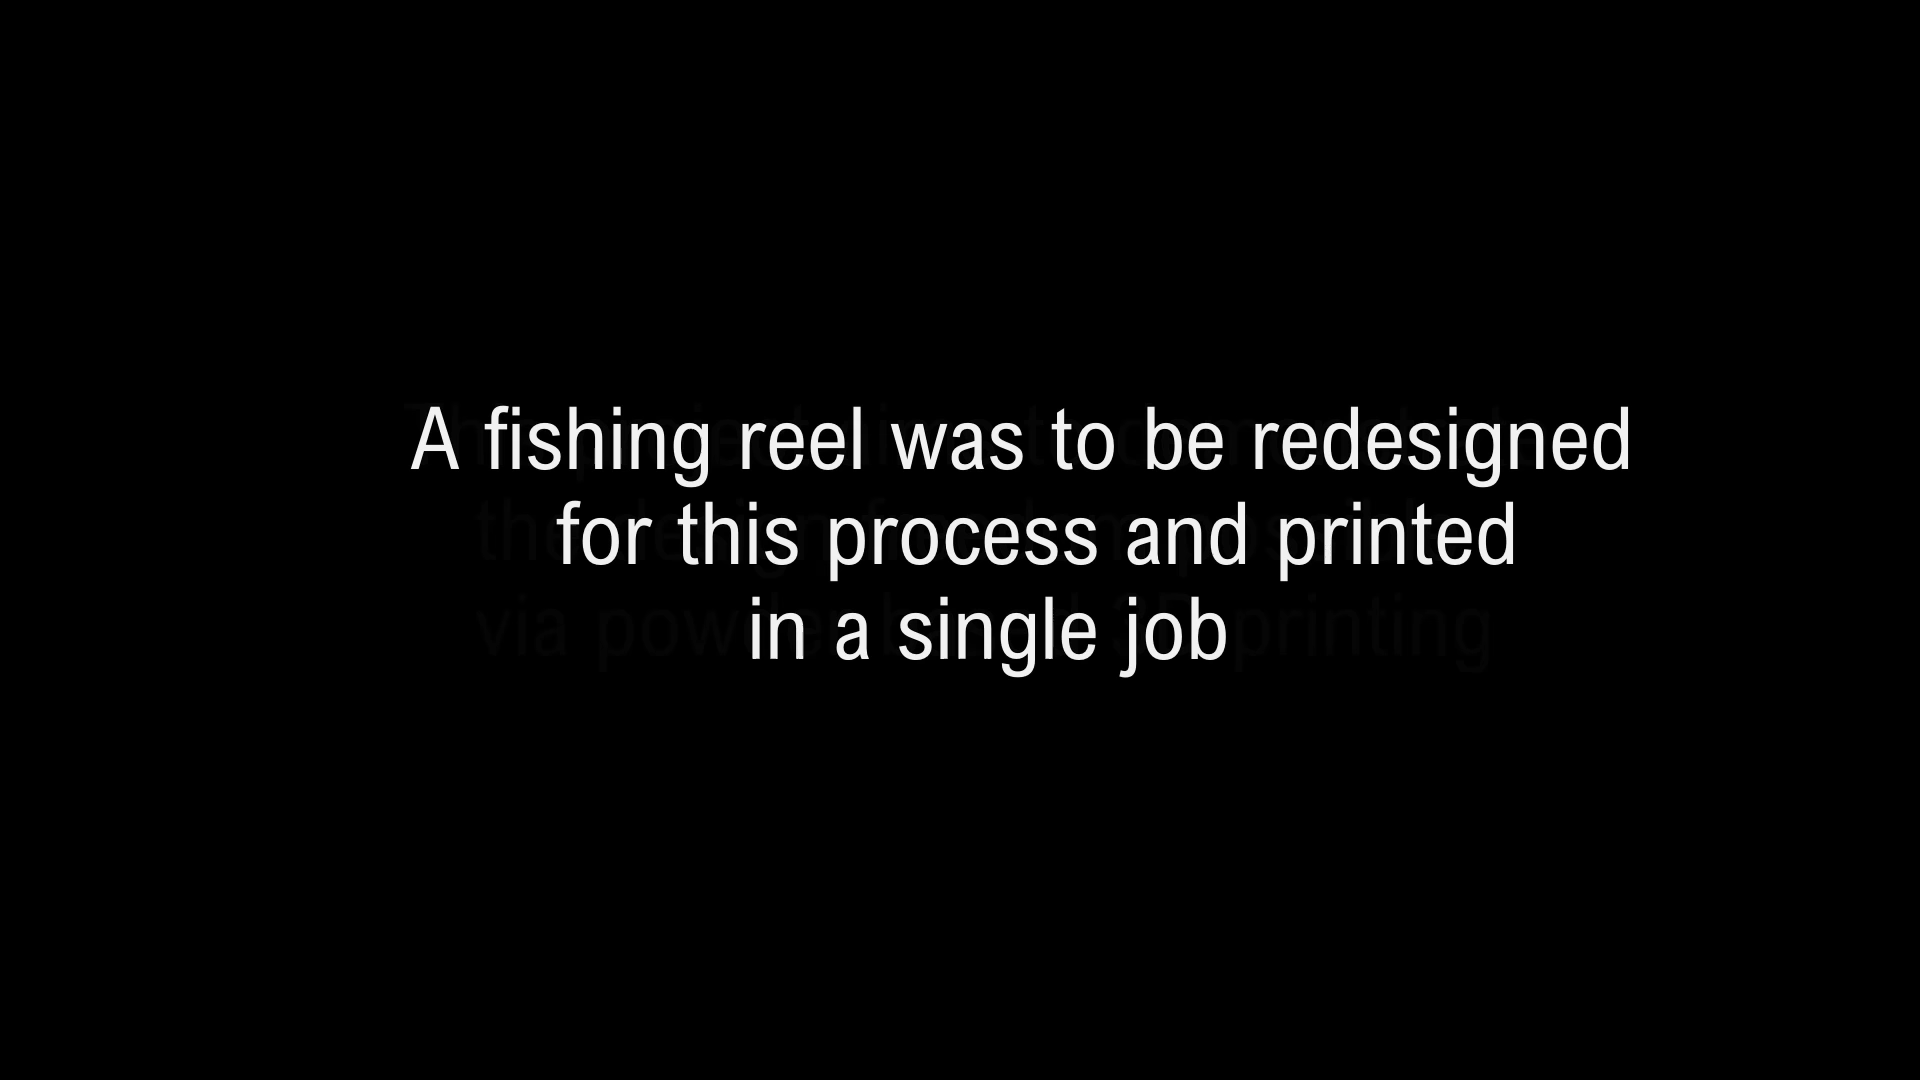 A fishing reel was to be redesigned
for this process and printed
in a single job